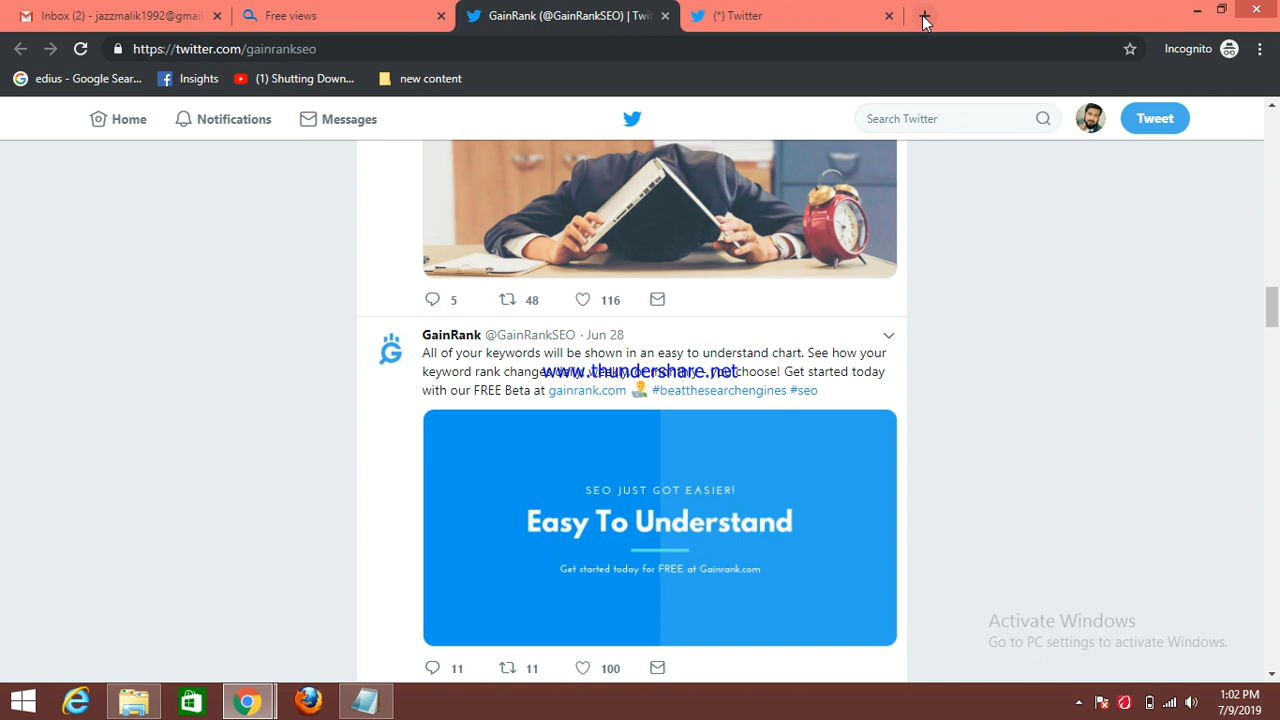 Inbox (2) - jazzmalik1992@gmail
Free views
GainRank (@GainRankSEO) | Twit
(*) Twitter
https://twitter.com/gainrankseo
Incognito
edius - Google Sear...
Insights
(1) Shutting Down...
new content
Home
Notifications
Messages
Search Twitter
Tweet
5
48
116
GainRank @GainRankSEO · Jun 28
All of your keywords will be shown in an easy to understand chart. See how your
keyword rank changes choose! Get started today
www.thundershare.net
with our FREE Beta at gainrank.com #beatthesearchengines #seo
SEO JUST GOT EASIER!
Easy To Understand
Get started today for FREE at Gainrank.com
11
11
100
Activate Windows
Go to PC settings to activate Windows.
1:02 PM
7/9/2019